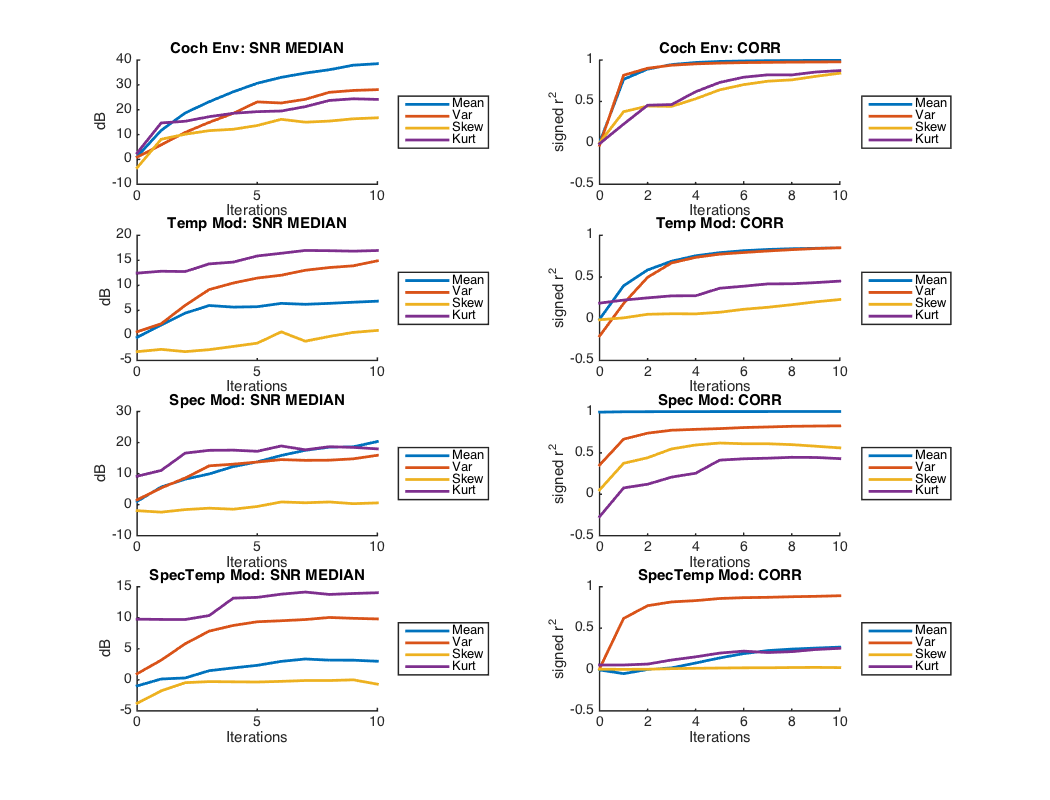 Coch Env: SNR MEDIAN
40
30
20
10
0
-10
dB
0 5 10
Iterations
Mean
Var
Skew
Kurt
Coch Env: CORR
1
0.5
0
-0.5
signed r²
0 2 4 6 8 10
Iterations
Mean
Var
Skew
Kurt
Temp Mod: SNR MEDIAN
20
15
10
5
0
-5
dB
0 5 10
Iterations
Mean
Var
Skew
Kurt
Temp Mod: CORR
1
0.5
0
-0.5
signed r²
0 2 4 6 8 10
Iterations
Mean
Var
Skew
Kurt
Spec Mod: SNR MEDIAN
30
20
10
0
-10
dB
0 5 10
Iterations
Mean
Var
Skew
Kurt
Spec Mod: CORR
1
0.5
0
-0.5
signed r²
0 2 4 6 8 10
Iterations
Mean
Var
Skew
Kurt
SpecTemp Mod: SNR MEDIAN
15
10
5
0
-5
dB
0 5 10
Iterations
Mean
Var
Skew
Kurt
SpecTemp Mod: CORR
1
0.5
0
-0.5
signed r²
0 2 4 6 8 10
Iterations
Mean
Var
Skew
Kurt